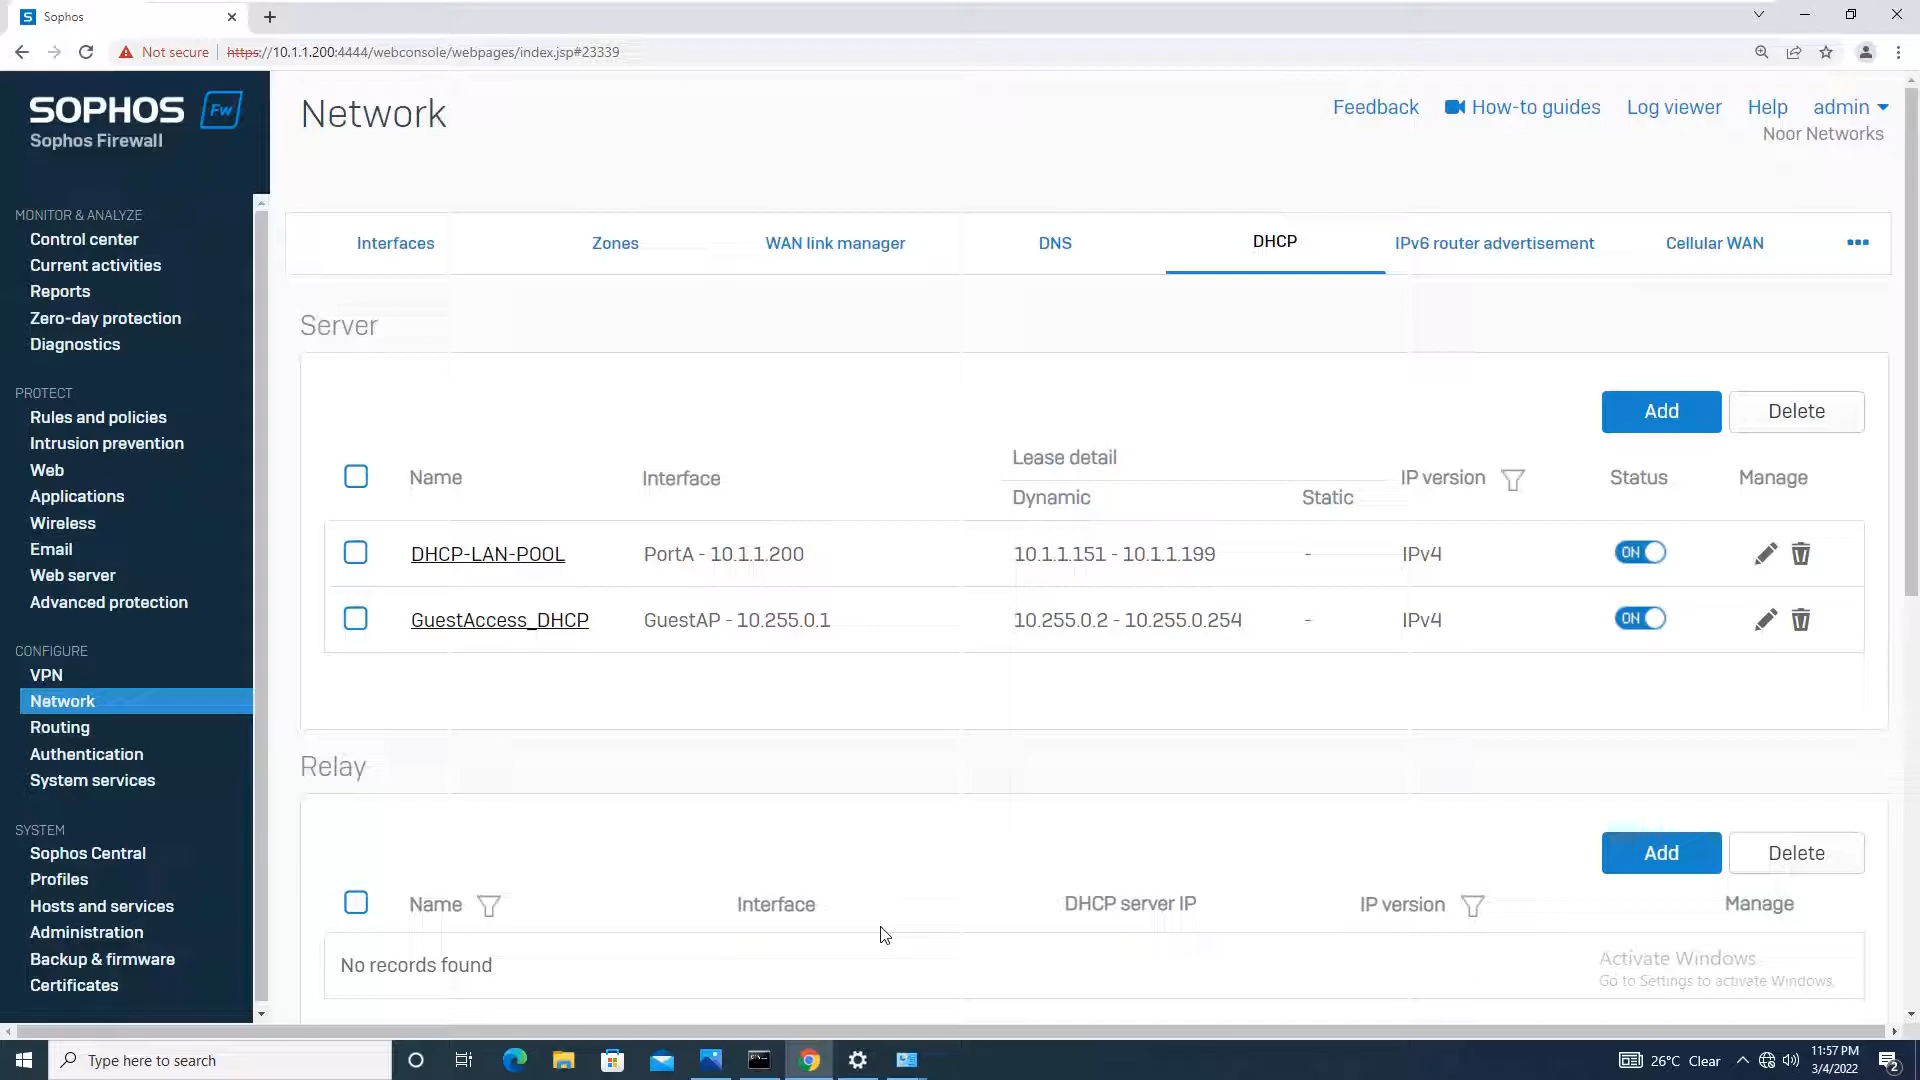 Sophos
Not secure
https://10.1.1.200:4444/webconsole/webpages/index.jsp#23339
SOPHOS Fw
Sophos Firewall
MONITOR & ANALYZE
Control center
Current activities
Reports
Zero-day protection
Diagnostics
PROTECT
Rules and policies
Intrusion prevention
Web
Applications
Wireless
Email
Web server
Advanced protection
CONFIGURE
VPN
Network
Routing
Authentication
System services
SYSTEM
Sophos Central
Profiles
Hosts and services
Administration
Backup & firmware
Certificates
Network
Feedback How-to guides Log viewer Help admin
Noor Networks
Interfaces Zones WAN link manager DNS DHCP IPv6 router advertisement Cellular WAN
Server
Add Delete
Name Interface Lease detail IP version Status Manage
Dynamic Static
DHCP-LAN-POOL PortA - 10.1.1.200 10.1.1.151 - 10.1.1.199 - IPv4 ON
GuestAccess_DHCP GuestAP - 10.255.0.1 10.255.0.2 - 10.255.0.254 - IPv4 ON
Relay
Add Delete
Name Interface DHCP server IP IP version Manage
No records found
Activate Windows
Go to Settings to activate Windows.
Type here to search
26°C Clear
11:57 PM
3/4/2022
2